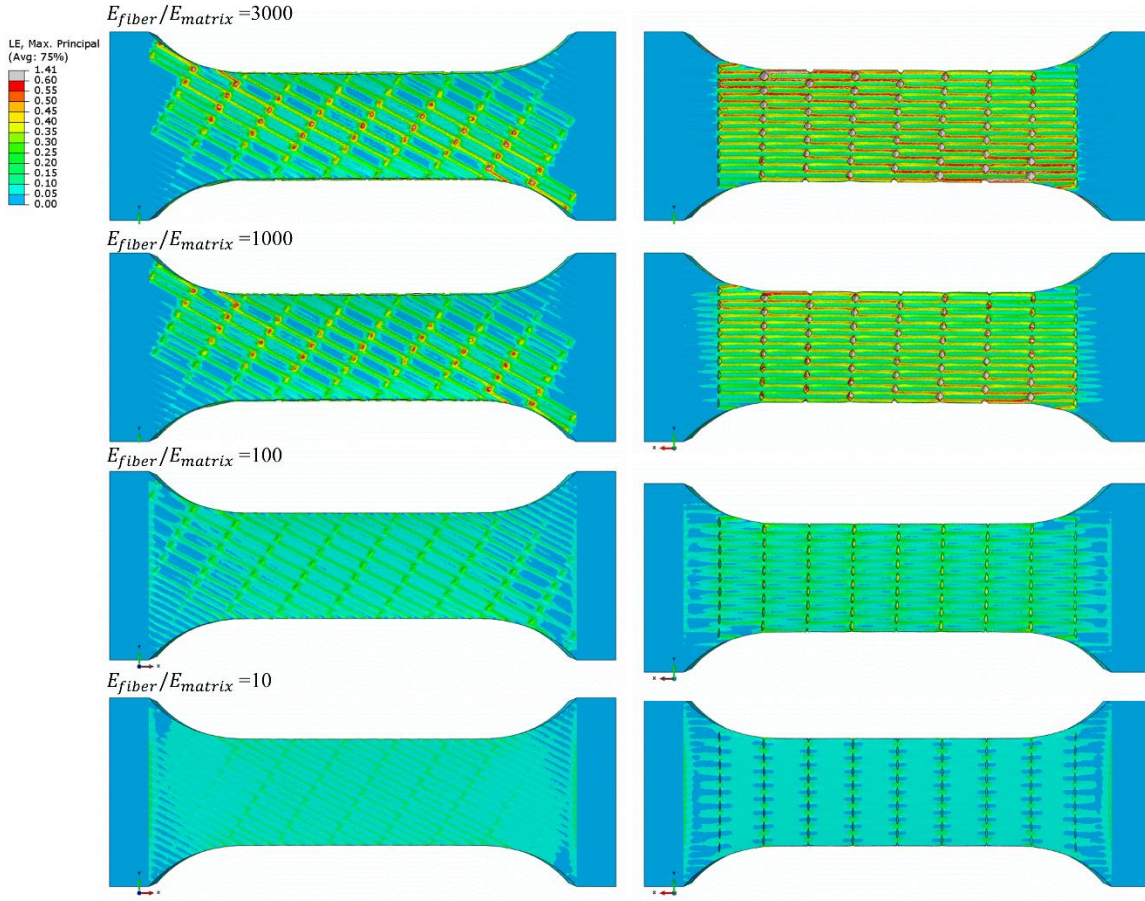 E_fiber/E_matrix =3000
LE, Max. Principal
(Avg: 75%)
1.41
0.60
0.55
0.50
0.45
0.40
0.35
0.30
0.25
0.20
0.15
0.10
0.05
0.00
Y
E_fiber/E_matrix =1000
Y
X
E_fiber/E_matrix =100
Y
X
Y
X
E_fiber/E_matrix =10
Y
X
Y
X